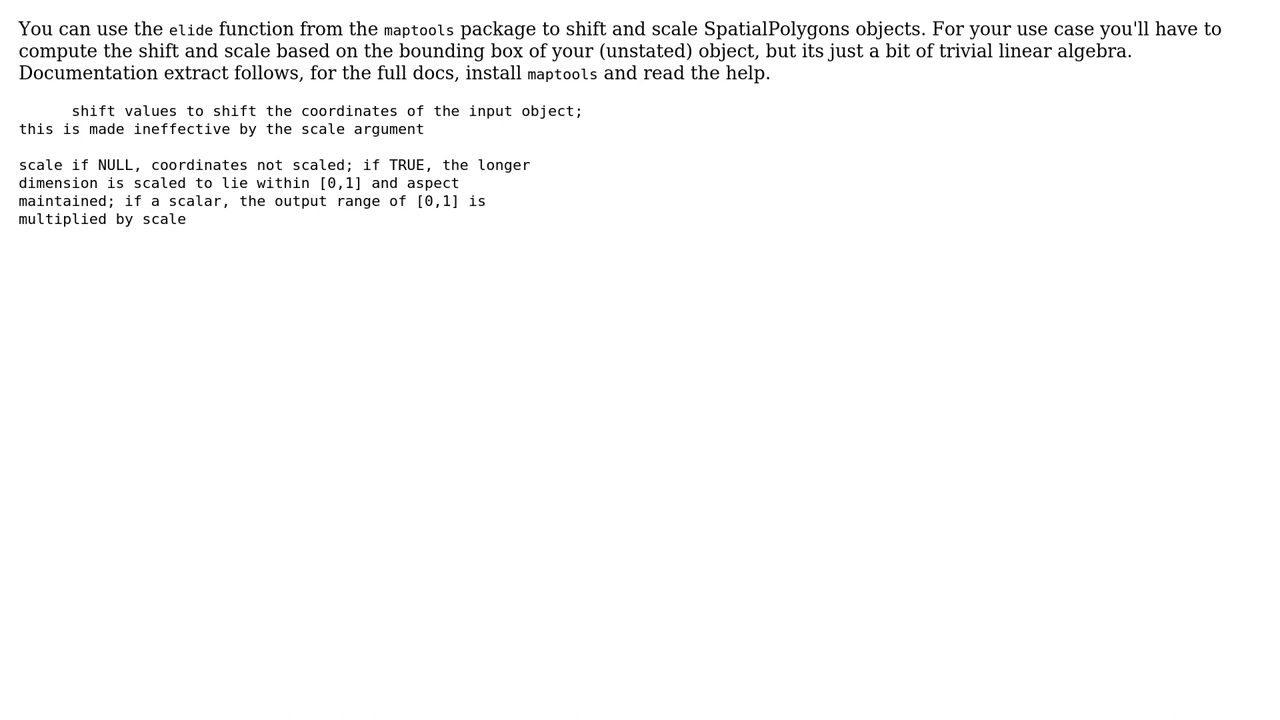 You can use the elide function from the maptools package to shift and scale SpatialPolygons objects. For your use case you'll have to
compute the shift and scale based on the bounding box of your (unstated) object, but its just a bit of trivial linear algebra.
Documentation extract follows, for the full docs, install maptools and read the help.
shift values to shift the coordinates of the input object;
this is made ineffective by the scale argument
scale if NULL, coordinates not scaled; if TRUE, the longer
dimension is scaled to lie within [0,1] and aspect
maintained; if a scalar, the output range of [0,1] is
multiplied by scale